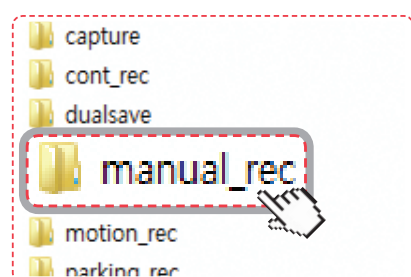 capture
cont_rec
dualsave
manual_rec
motion_rec
parking_rec